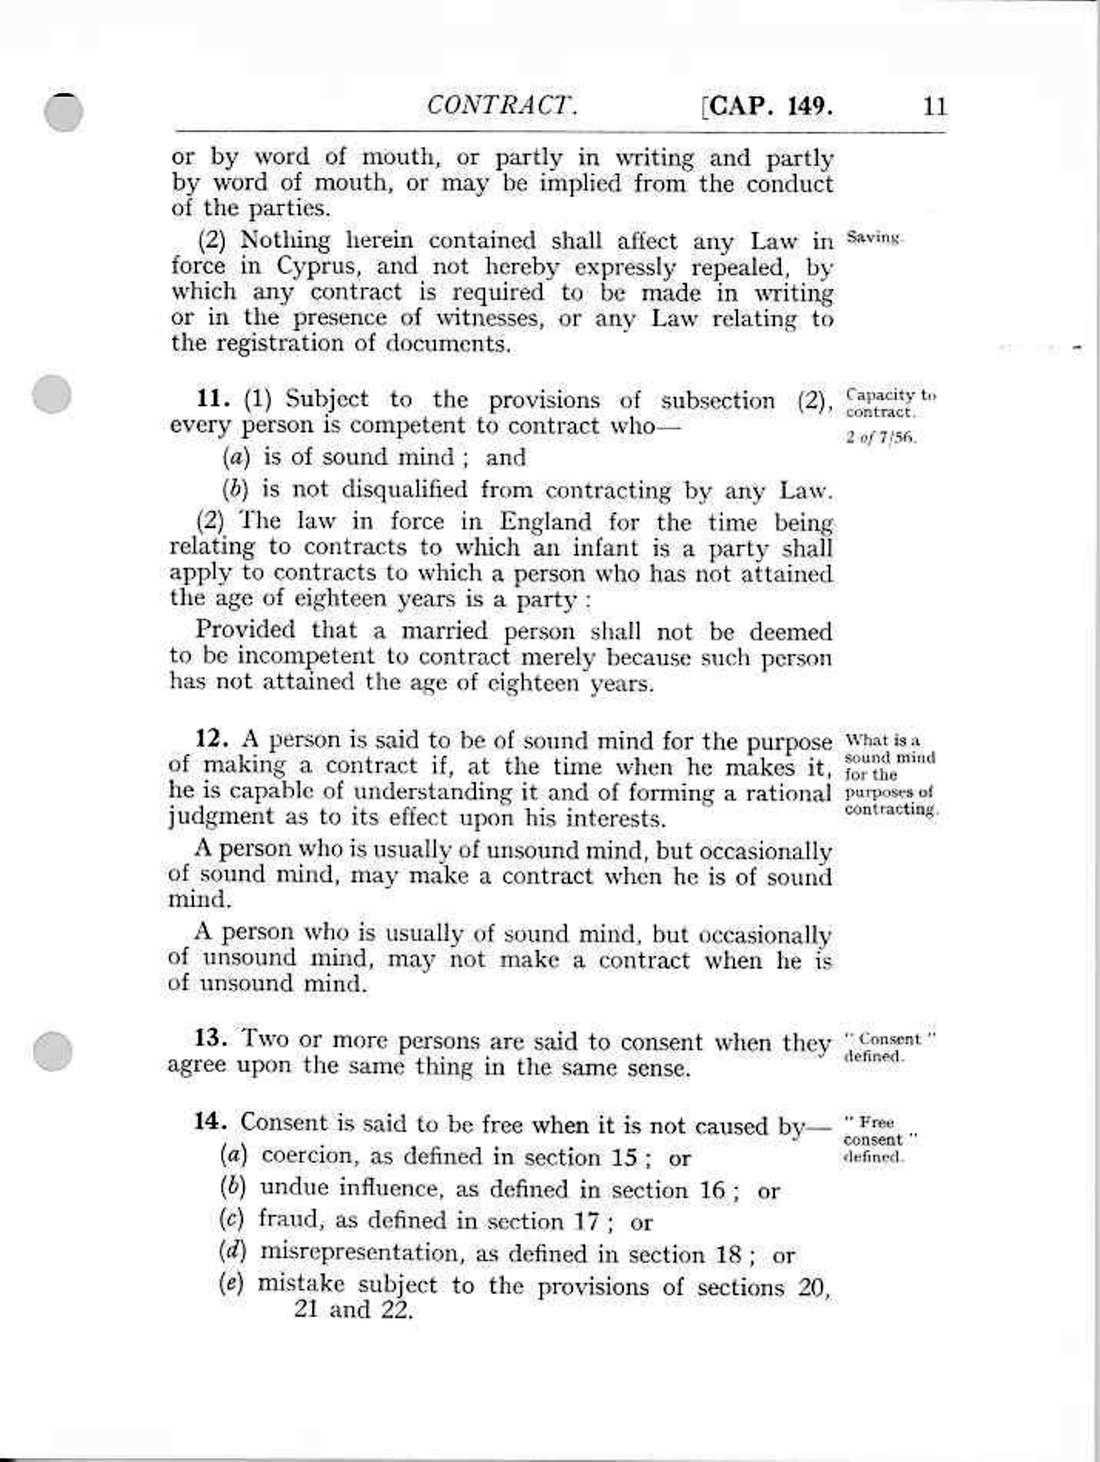 CONTRACT. [CAP. 149. 11
or by word of mouth, or partly in writing and partly
by word of mouth, or may be implied from the conduct
of the parties.
(2) Nothing herein contained shall affect any Law in
force in Cyprus, and not hereby expressly repealed, by
which any contract is required to be made in writing
or in the presence of witnesses, or any Law relating to
the registration of documents.
Saving.
11. (1) Subject to the provisions of subsection (2),
every person is competent to contract who—
Capacity to
contract.
2 of 7/56.
(a) is of sound mind ; and
(b) is not disqualified from contracting by any Law.
(2) The law in force in England for the time being
relating to contracts to which an infant is a party shall
apply to contracts to which a person who has not attained
the age of eighteen years is a party :
Provided that a married person shall not be deemed
to be incompetent to contract merely because such person
has not attained the age of eighteen years.
12. A person is said to be of sound mind for the purpose
of making a contract if, at the time when he makes it,
he is capable of understanding it and of forming a rational
judgment as to its effect upon his interests.
What is a
sound mind
for the
purposes of
contracting.
A person who is usually of unsound mind, but occasionally
of sound mind, may make a contract when he is of sound
mind.
A person who is usually of sound mind, but occasionally
of unsound mind, may not make a contract when he is
of unsound mind.
13. Two or more persons are said to consent when they
agree upon the same thing in the same sense.
" Consent "
defined.
14. Consent is said to be free when it is not caused by—
" Free
consent "
defined.
(a) coercion, as defined in section 15 ; or
(b) undue influence, as defined in section 16 ; or
(c) fraud, as defined in section 17 ; or
(d) misrepresentation, as defined in section 18 ; or
(e) mistake subject to the provisions of sections 20,
21 and 22.